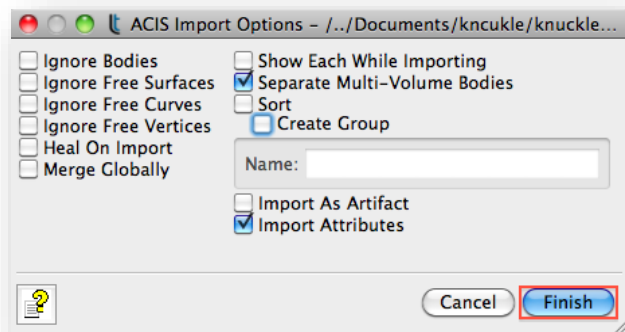 ACIS Import Options – /../Documents/kncukle/knuckle...
Ignore Bodies
Ignore Free Surfaces
Ignore Free Curves
Ignore Free Vertices
Heal On Import
Merge Globally
Show Each While Importing
Separate Multi-Volume Bodies
Sort
Create Group
Name:
Import As Artifact
Import Attributes
Cancel
Finish